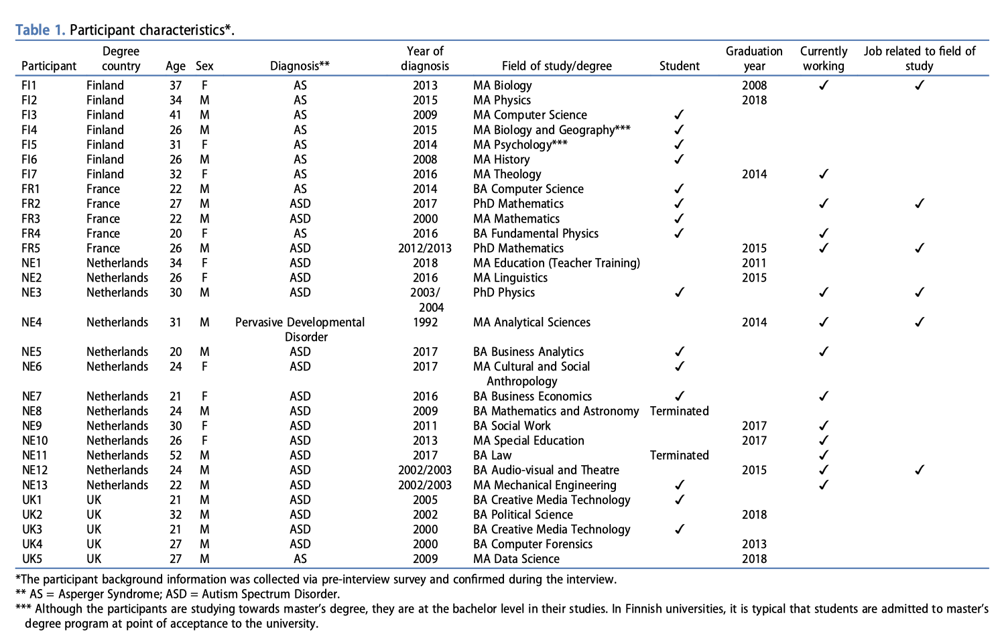 Table 1. Participant characteristics*.
Participant Degree country Age Sex Diagnosis** Year of diagnosis Field of study/degree Student Graduation year Currently working Job related to field of study
FI1 Finland 37 F AS 2013 MA Biology 2008 ✓ ✓
FI2 Finland 34 M AS 2015 MA Physics 2018
FI3 Finland 41 M AS 2009 MA Computer Science ✓
FI4 Finland 26 M AS 2015 MA Biology and Geography*** ✓
FI5 Finland 31 F AS 2014 MA Psychology*** ✓
FI6 Finland 26 M AS 2008 MA History ✓
FI7 Finland 32 F AS 2016 MA Theology 2014 ✓
FR1 France 22 M AS 2014 BA Computer Science ✓
FR2 France 27 M ASD 2017 PhD Mathematics ✓ ✓ ✓
FR3 France 22 M ASD 2000 MA Mathematics ✓
FR4 France 20 F AS 2016 BA Fundamental Physics ✓ ✓
FR5 France 26 M ASD 2012/2013 PhD Mathematics 2015 ✓ ✓
NE1 Netherlands 34 F ASD 2018 MA Education (Teacher Training) 2011
NE2 Netherlands 26 F ASD 2016 MA Linguistics 2015
NE3 Netherlands 30 M ASD 2003/ PhD Physics ✓ ✓ ✓
2004
NE4 Netherlands 31 M Pervasive Developmental 1992 MA Analytical Sciences 2014 ✓ ✓
Disorder
NE5 Netherlands 20 M ASD 2017 BA Business Analytics ✓ ✓
NE6 Netherlands 24 F ASD 2017 MA Cultural and Social ✓
Anthropology
NE7 Netherlands 21 F ASD 2016 BA Business Economics ✓ ✓
NE8 Netherlands 24 M ASD 2009 BA Mathematics and Astronomy Terminated
NE9 Netherlands 30 F ASD 2011 BA Social Work 2017 ✓
NE10 Netherlands 26 F ASD 2013 MA Special Education 2017 ✓
NE11 Netherlands 52 M ASD 2017 BA Law Terminated ✓
NE12 Netherlands 24 M ASD 2002/2003 BA Audio-visual and Theatre 2015 ✓ ✓
NE13 Netherlands 22 M ASD 2002/2003 MA Mechanical Engineering ✓ ✓
UK1 UK 21 M ASD 2005 BA Creative Media Technology ✓
UK2 UK 32 M ASD 2002 BA Political Science 2018
UK3 UK 21 M ASD 2000 BA Creative Media Technology ✓
UK4 UK 27 M ASD 2000 BA Computer Forensics 2013
UK5 UK 27 M AS 2009 MA Data Science 2018
*The participant background information was collected via pre-interview survey and confirmed during the interview.
** AS = Asperger Syndrome; ASD = Autism Spectrum Disorder.
*** Although the participants are studying towards master's degree, they are at the bachelor level in their studies. In Finnish universities, it is typical that students are admitted to master's
degree program at point of acceptance to the university.